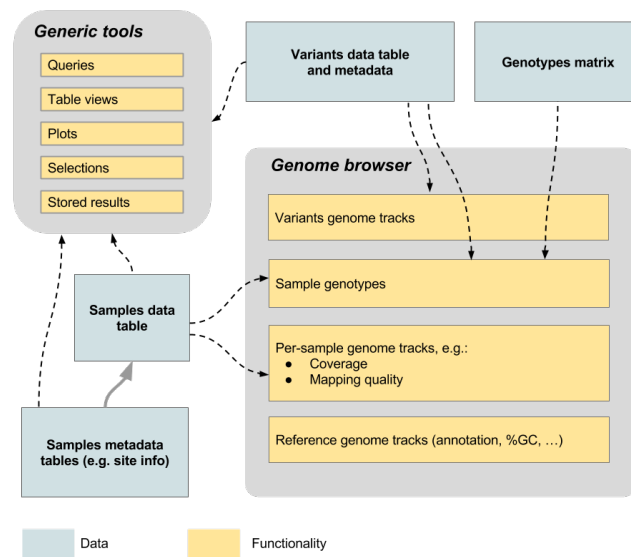 Generic tools
Queries
Table views
Plots
Selections
Stored results
Variants data table
and metadata
Genotypes matrix
Genome browser
Variants genome tracks
Sample genotypes
Per-sample genome tracks, e.g.:
● Coverage
● Mapping quality
Reference genome tracks (annotation, %GC, …)
Samples data
table
Samples metadata
tables (e.g. site info)
Data
Functionality